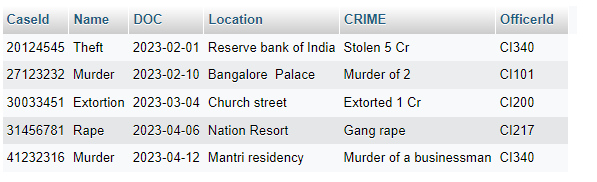 CaseId Name DOC Location CRIME OfficerId
20124545 Theft 2023-02-01 Reserve bank of India Stolen 5 Cr CI340
27123232 Murder 2023-02-10 Bangalore  Palace Murder of 2 CI101
30033451 Extortion 2023-03-04 Church street Extorted 1 Cr CI200
31456781 Rape 2023-04-06 Nation Resort Gang rape CI217
41232316 Murder 2023-04-12 Mantri residency Murder of a businessman CI340